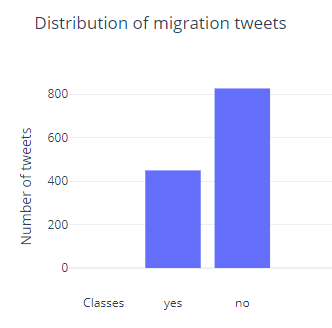 Distribution of migration tweets
Number of tweets
800
600
400
200
0
Classes yes no